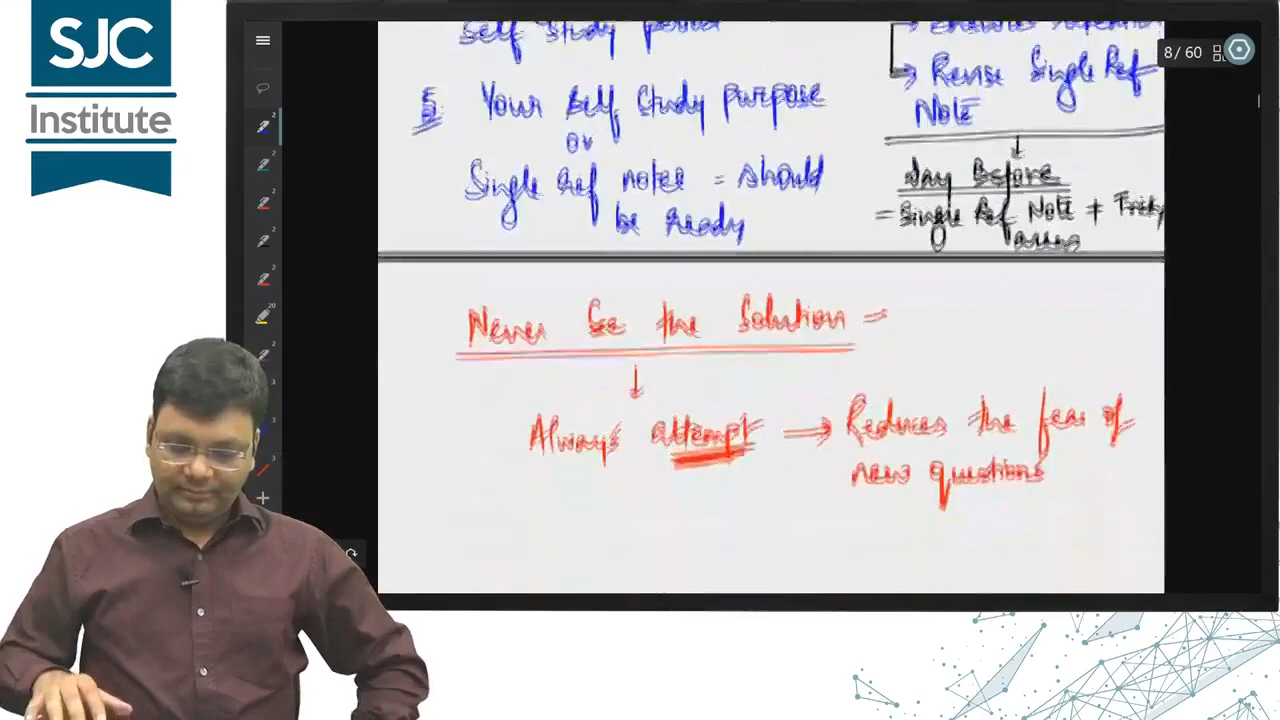 SJC
Institute
8/60
Self Study period
5 Your Self Study purpose
or
Single Ref notes = should
be ready
→ Revise Single Ref
Note
Day Before
= Single Ref Note + Tricky
areas
Never See the Solution =
Always attempt → Reduces the fear of
new questions